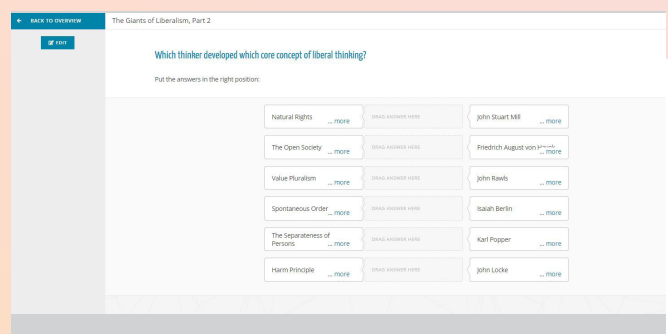 ← BACK TO OVERVIEW
The Giants of Liberalism, Part 2
EDIT
Which thinker developed which core concept of liberal thinking?
Put the answers in the right position:
Natural Rights ... more DRAG ANSWER HERE John Stuart Mill ... more
The Open Society ... more DRAG ANSWER HERE Friedrich August von ... more
Value Pluralism ... more DRAG ANSWER HERE John Rawls ... more
Spontaneous Order ... more DRAG ANSWER HERE Isaiah Berlin ... more
The Separateness of
Persons ... more DRAG ANSWER HERE Karl Popper ... more
Harm Principle ... more DRAG ANSWER HERE John Locke ... more